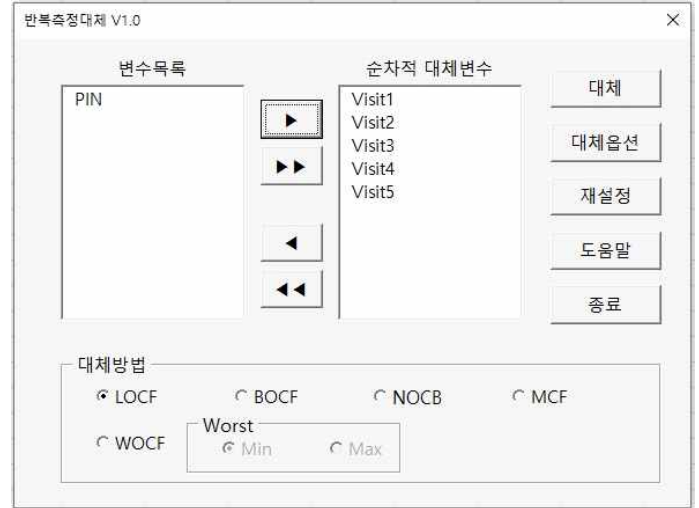 반복측정대체 V1.0
변수목록
순차적 대체변수
PIN
Visit1
Visit2
Visit3
Visit4
Visit5
대체
대체옵션
재설정
도움말
종료
대체방법
LOCF BOCF NOCB MCF
WOCF
Worst
Min Max